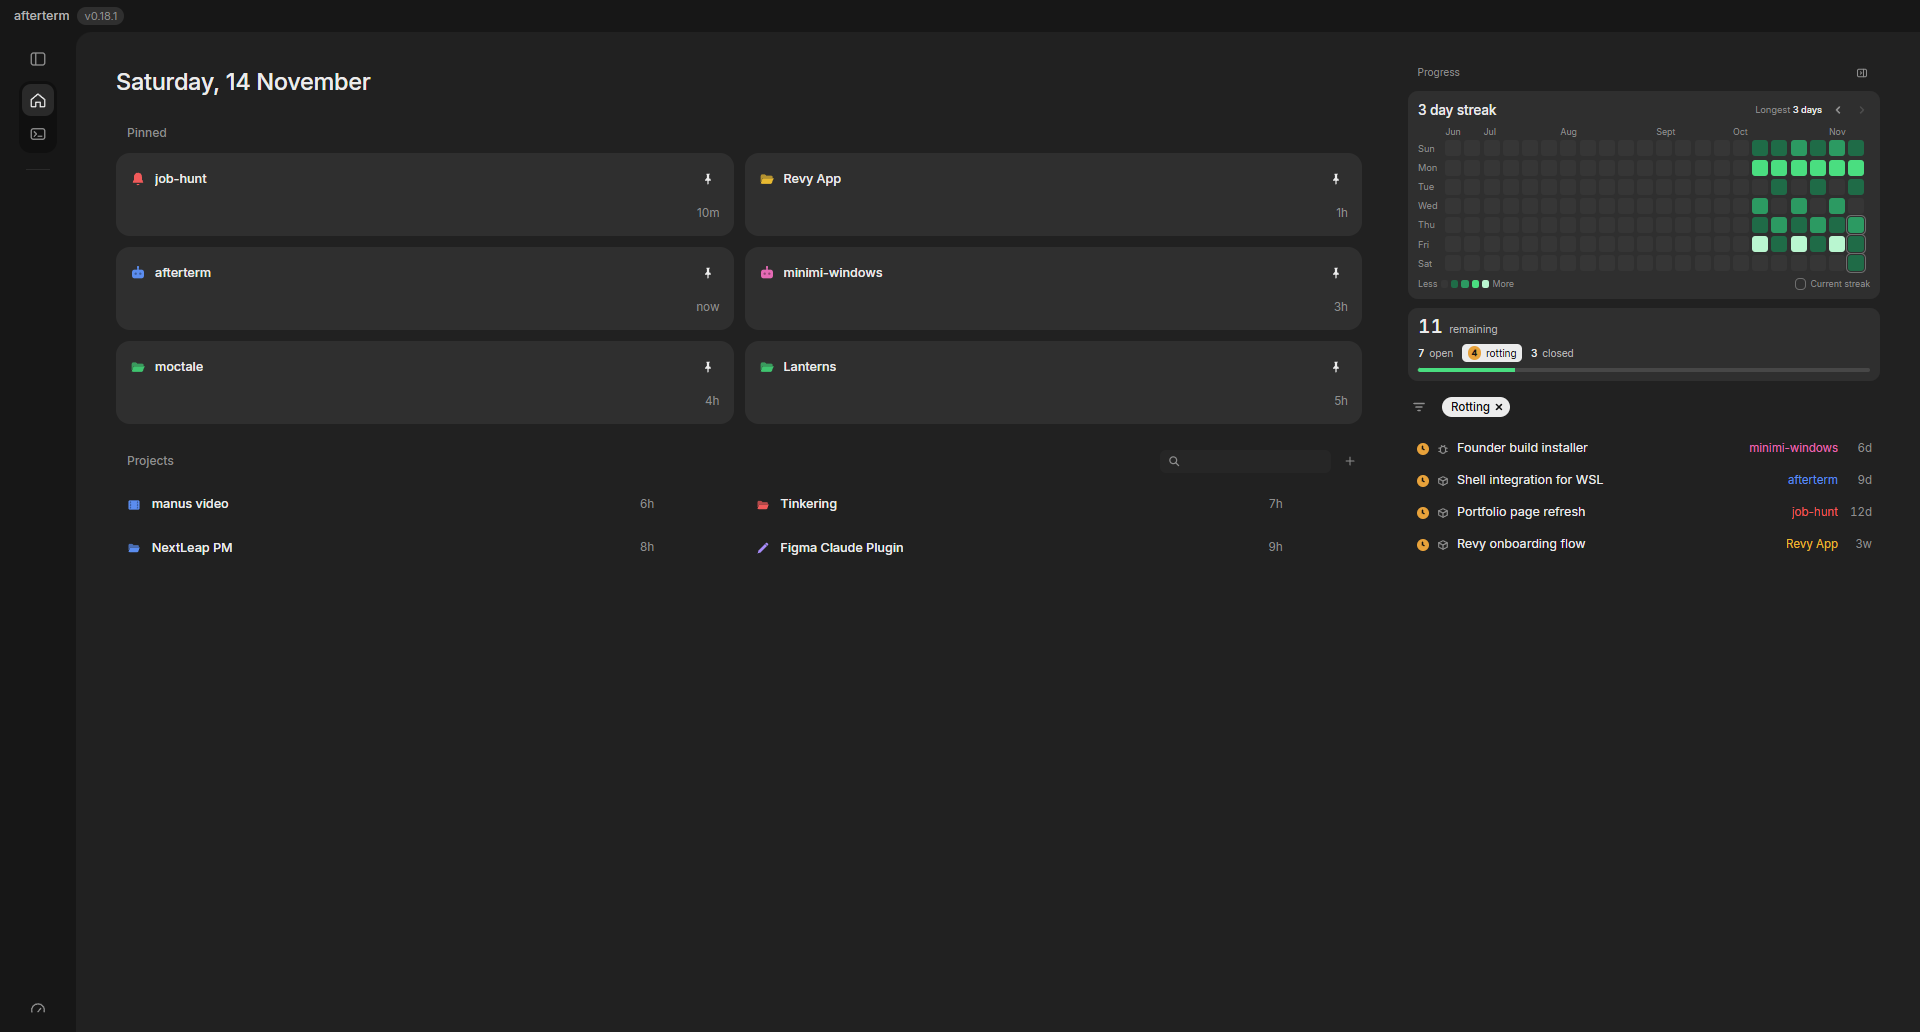 afterterm v0.18.1
Saturday, 14 November
Pinned
job-hunt
10m
Revy App
1h
afterterm
now
minimi-windows
3h
moctale
4h
Lanterns
5h
Projects
manus video 6h
Tinkering 7h
NextLeap PM 8h
Figma Claude Plugin 9h
Progress
3 day streak Longest 3 days
Jun Jul Aug Sept Oct Nov
Sun
Mon
Tue
Wed
Thu
Fri
Sat
Less More Current streak
11 remaining
7 open 4 rotting 3 closed
Rotting ×
Founder build installer minimi-windows 6d
Shell integration for WSL afterterm 9d
Portfolio page refresh job-hunt 12d
Revy onboarding flow Revy App 3w